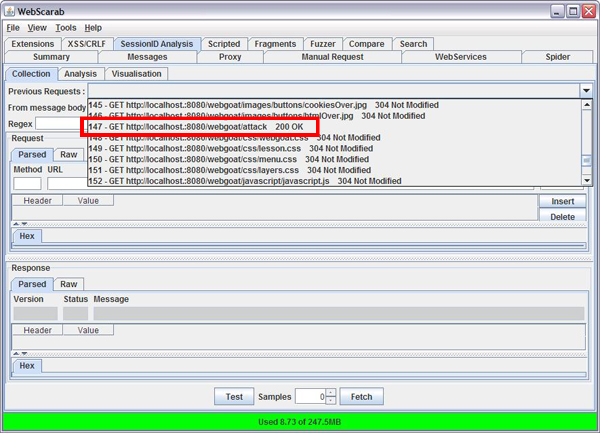 WebScarab
File View Tools Help
Extensions XSS/CRLF SessionID Analysis Scripted Fragments Fuzzer Compare Search
Summary Messages Proxy Manual Request WebServices Spider
Collection Analysis Visualisation
Previous Requests :
From message body
145 - GET http://localhost.:8080/webgoat/images/buttons/cookiesOver.jpg 304 Not Modified
146 - GET http://localhost.:8080/webgoat/images/buttons/htmlOver.jpg 304 Not Modified
Regex
147 - GET http://localhost.:8080/webgoat/attack 200 OK
Request
148 - GET http://localhost.:8080/webgoat/css/webgoat.css 304 Not Modified
149 - GET http://localhost.:8080/webgoat/css/lesson.css 304 Not Modified
Parsed Raw
150 - GET http://localhost.:8080/webgoat/css/menu.css 304 Not Modified
Method URL
151 - GET http://localhost.:8080/webgoat/css/layers.css 304 Not Modified
152 - GET http://localhost.:8080/webgoat/javascript/javascript.js 304 Not Modified
Header Value Insert
Delete
Hex
Response
Parsed Raw
Version Status Message
Header Value
Hex
Test Samples 0 Fetch
Used 8.73 of 247.5MB